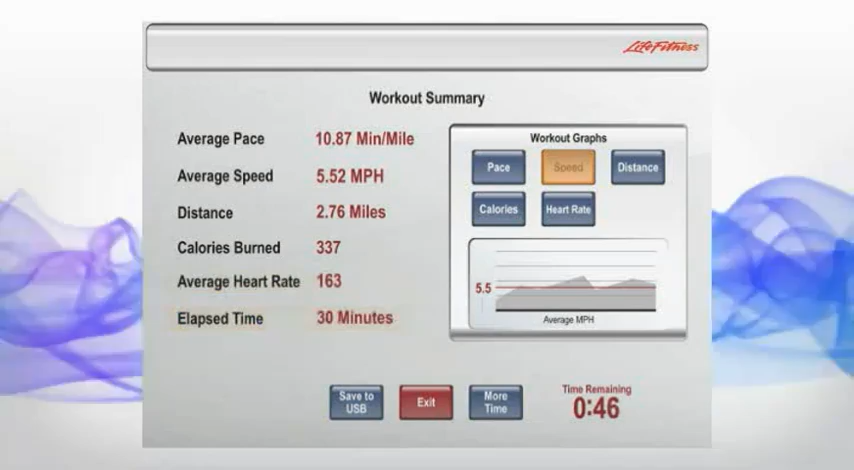 LifeFitness
Workout Summary
Average Pace 10.87 Min/Mile
Average Speed 5.52 MPH
Distance 2.76 Miles
Calories Burned 337
Average Heart Rate 163
Elapsed Time 30 Minutes
Workout Graphs
Pace Speed Distance
Calories Heart Rate
5.5
Average MPH
Save to
USB
Exit
More
Time
Time Remaining
0:46